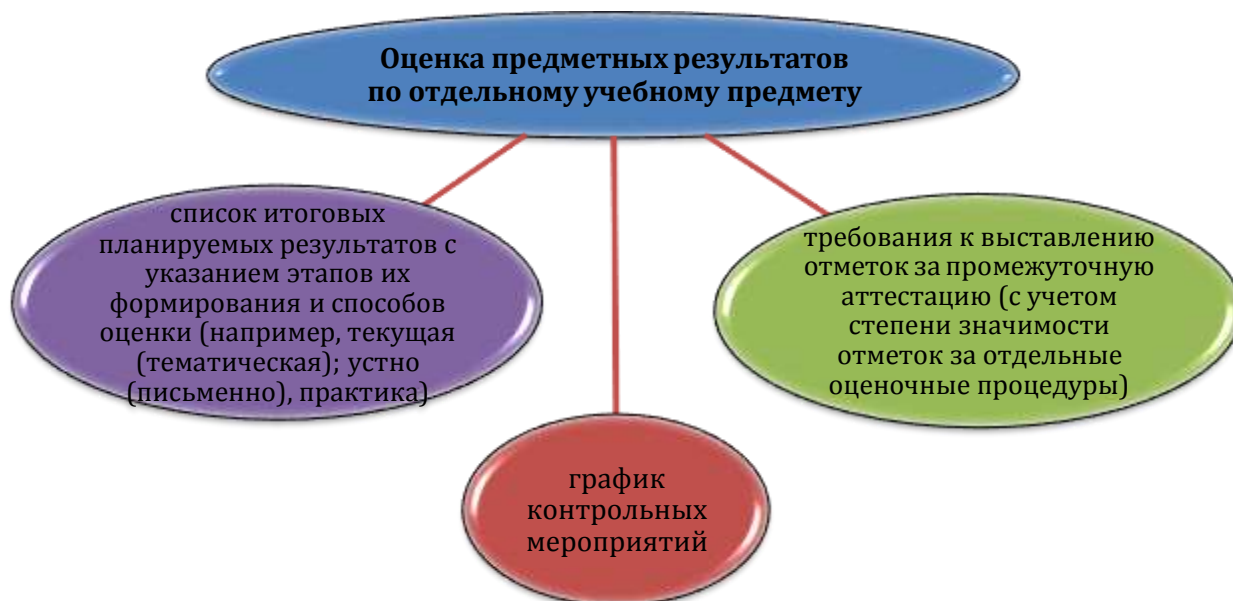 Оценка предметных результатов
по отдельному учебному предмету
список итоговых
планируемых результатов с
указанием этапов их
формирования и способов
оценки (например, текущая
(тематическая); устно
(письменно), практика)
требования к выставлению
отметок за промежуточную
аттестацию (с учетом
степени значимости
отметок за отдельные
оценочные процедуры)
график
контрольных
мероприятий